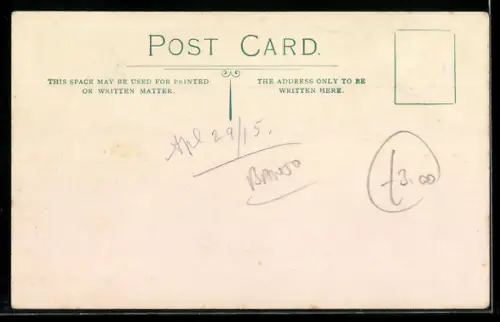 POST CARD.
THIS SPACE MAY BE USED FOR PRINTED
OR WRITTEN MATTER.
THE ADDRESS ONLY TO BE
WRITTEN HERE.
Apl 29/15.
BANJO
£3.00